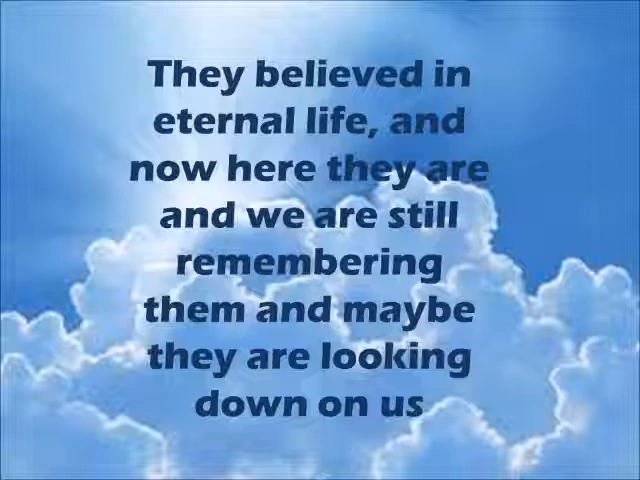 They believed in
eternal life, and
now here they are
and we are still
remembering
them and maybe
they are looking
down on us